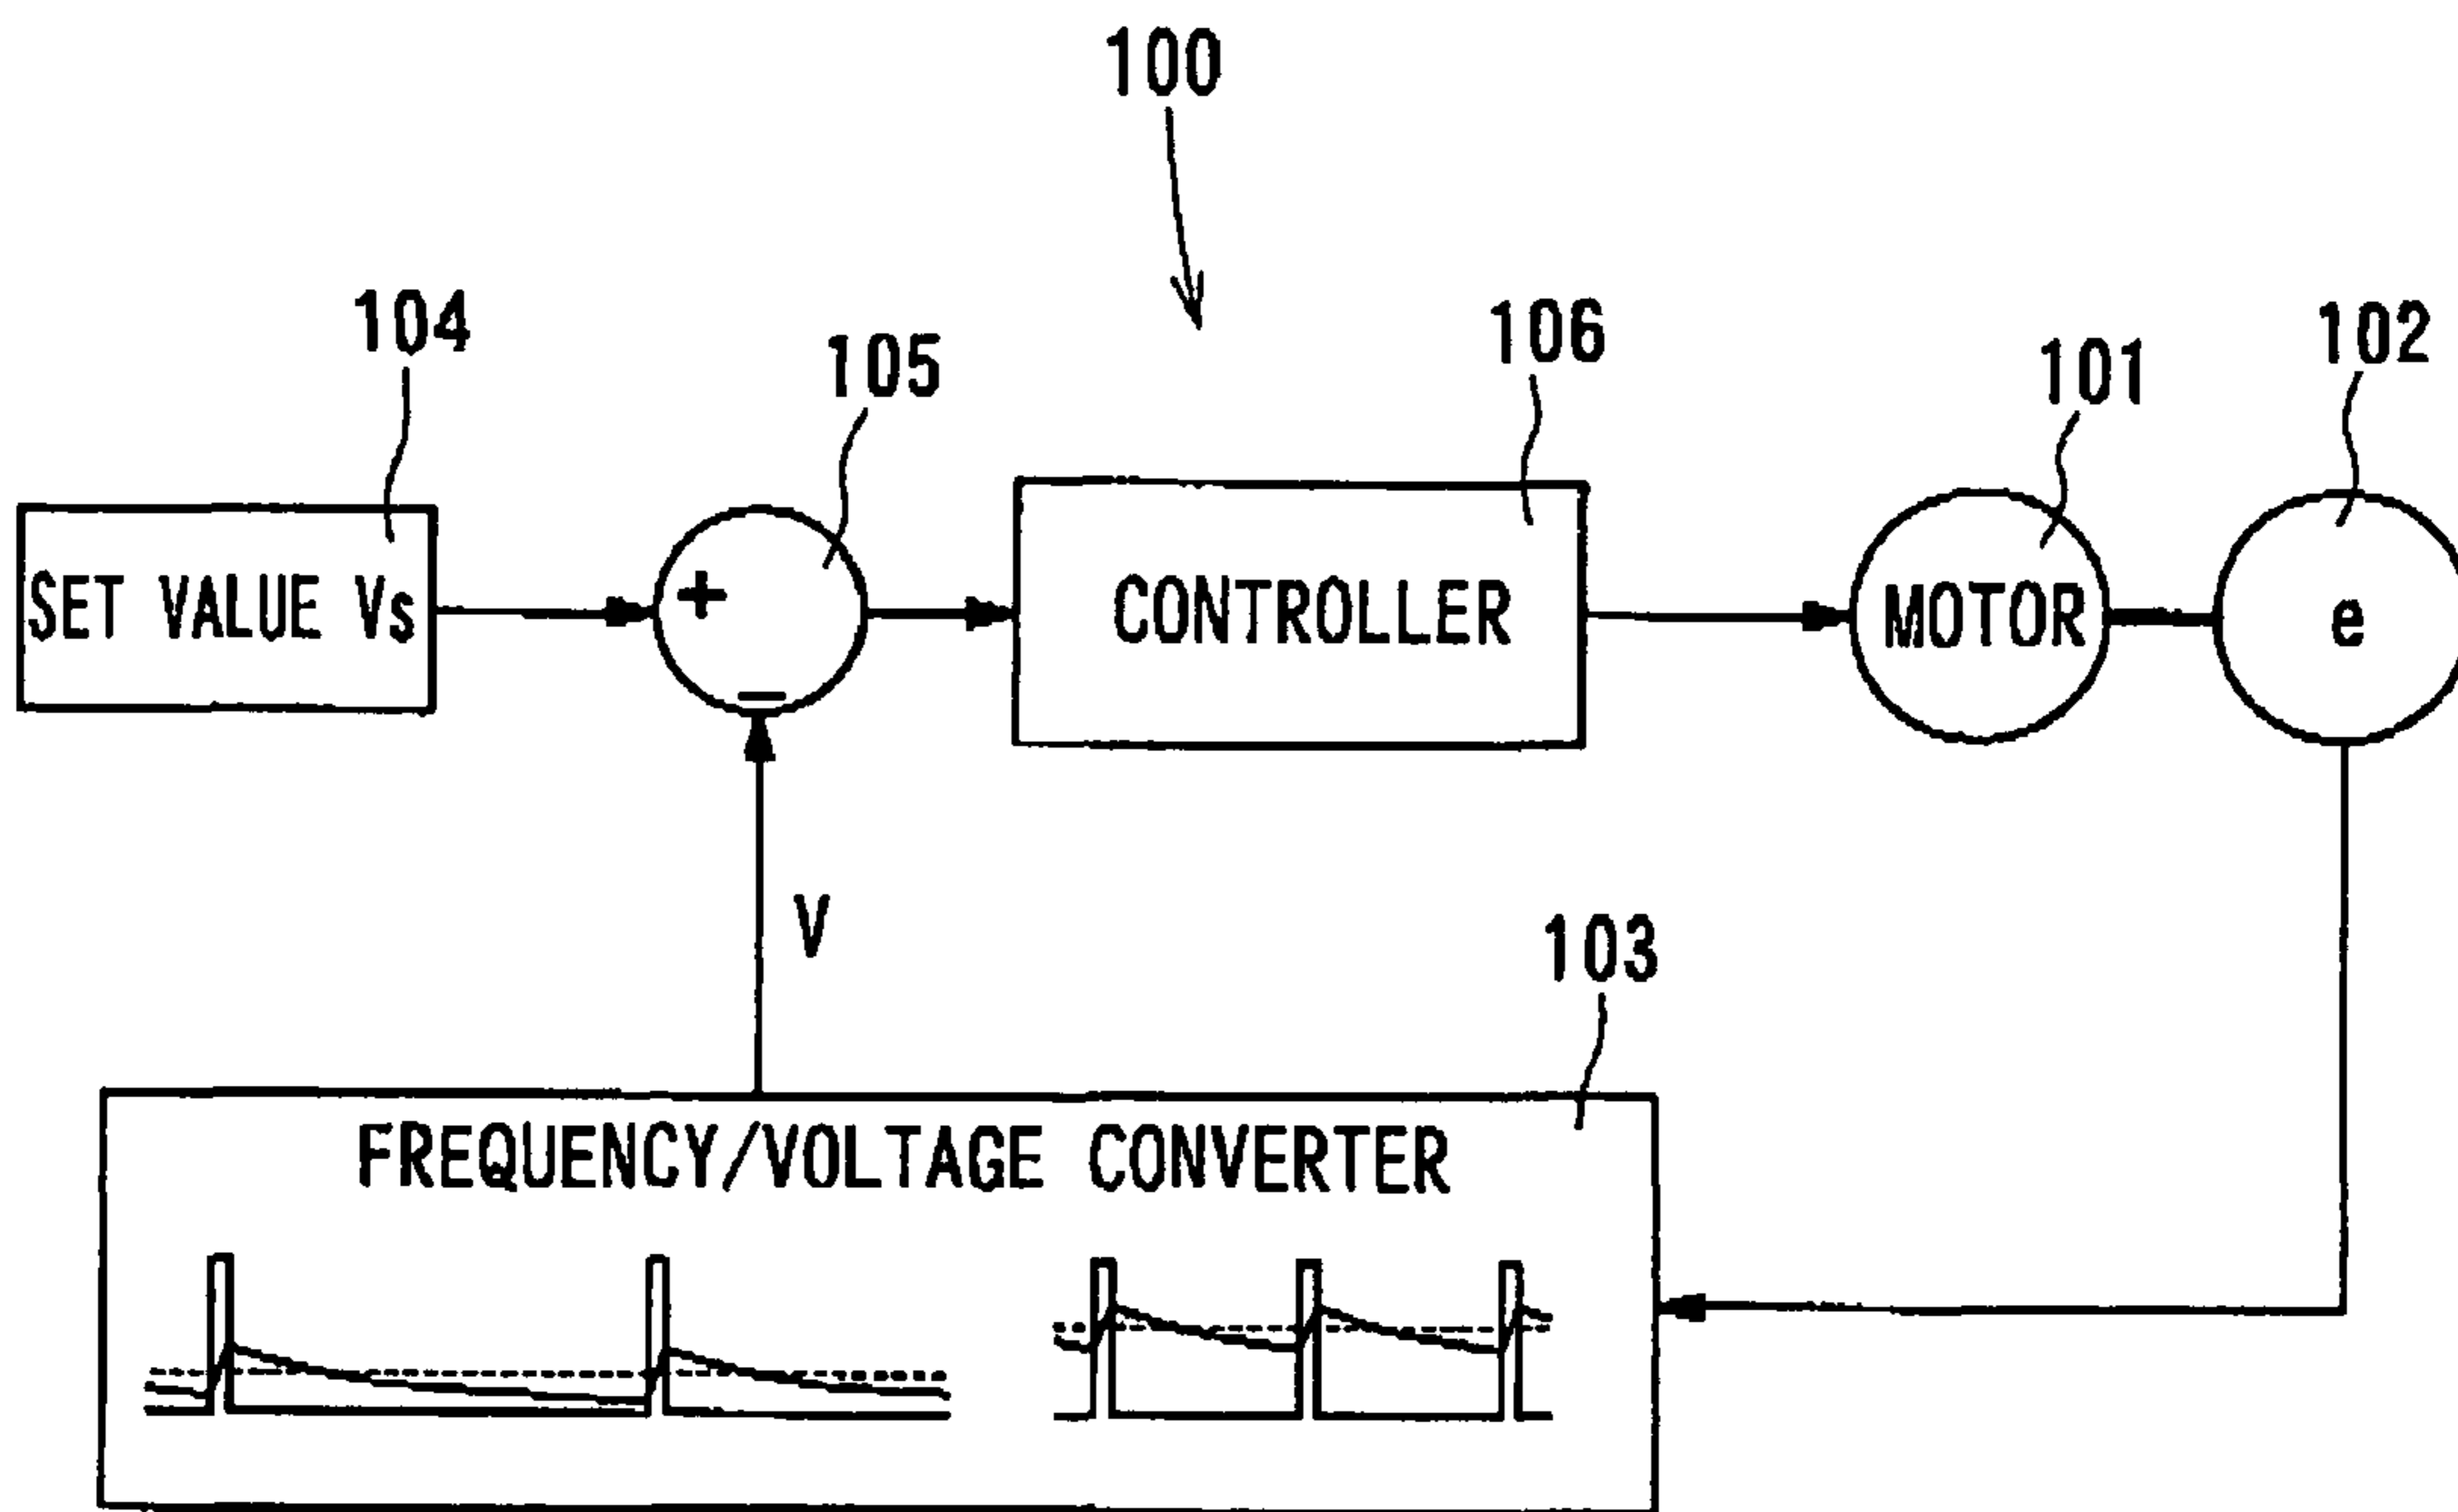 100
104
105
106
101
102
SET VALUE Vs
+
−
CONTROLLER
MOTOR
e
V
103
FREQUENCY/VOLTAGE CONVERTER